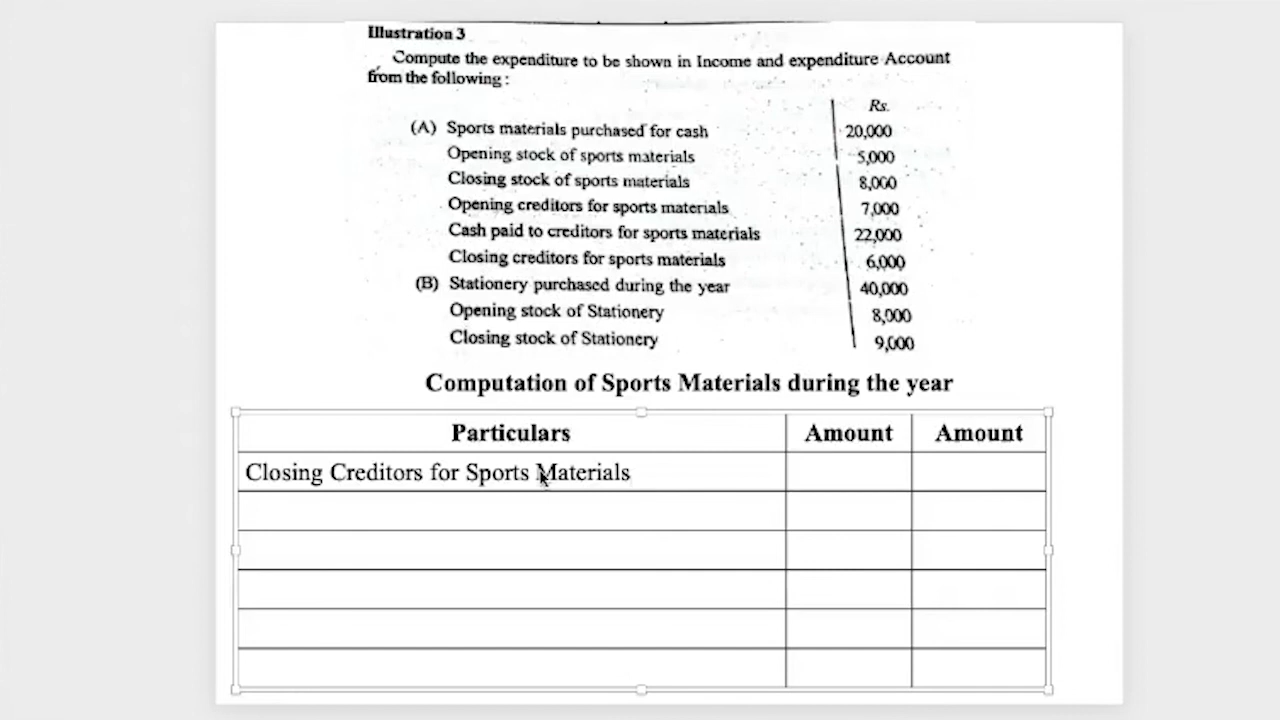 Illustration 3
Compute the expenditure to be shown in Income and expenditure Account
from the following :
Rs.
(A) Sports materials purchased for cash 20,000
Opening stock of sports materials 5,000
Closing stock of sports materials 8,000
Opening creditors for sports materials 7,000
Cash paid to creditors for sports materials 22,000
Closing creditors for sports materials 6,000
(B) Stationery purchased during the year 40,000
Opening stock of Stationery 8,000
Closing stock of Stationery 9,000
Computation of Sports Materials during the year
Particulars Amount Amount
Closing Creditors for Sports Materials